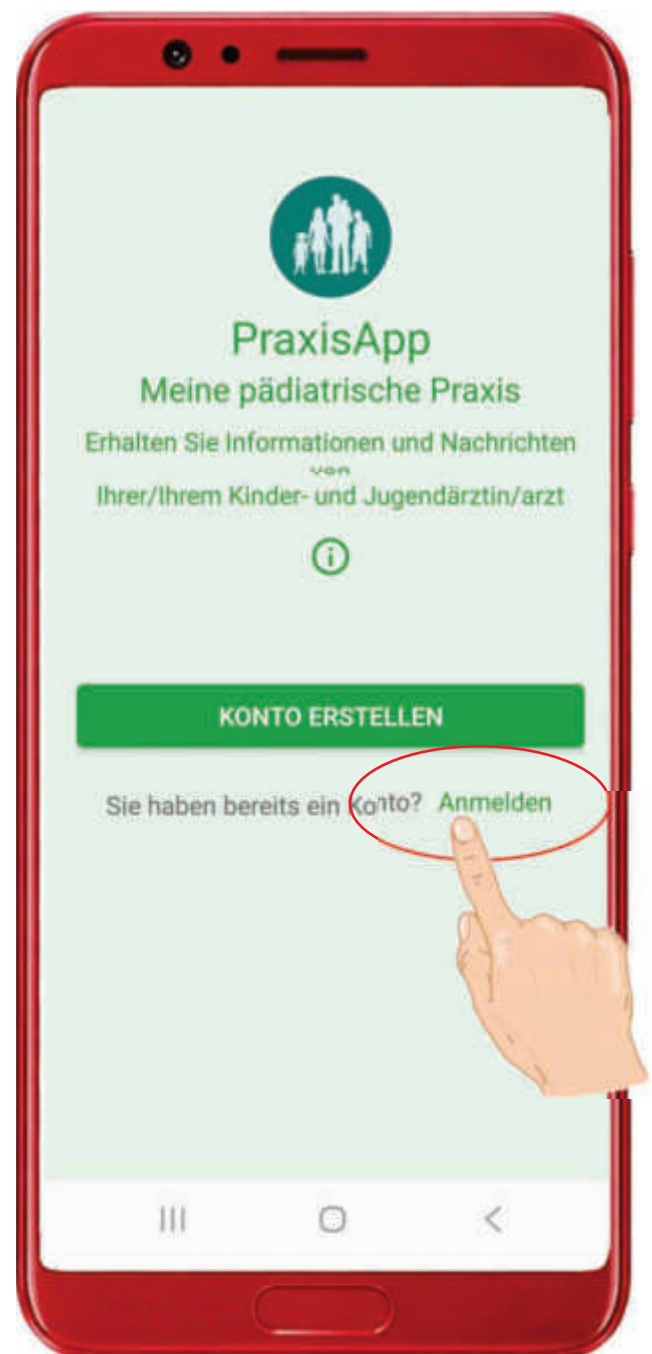 PraxisApp
Meine pädiatrische Praxis
Erhalten Sie Informationen und Nachrichten
von
Ihrer/Ihrem Kinder- und Jugendärztin/arzt
KONTO ERSTELLEN
Sie haben bereits ein Konto? Anmelden